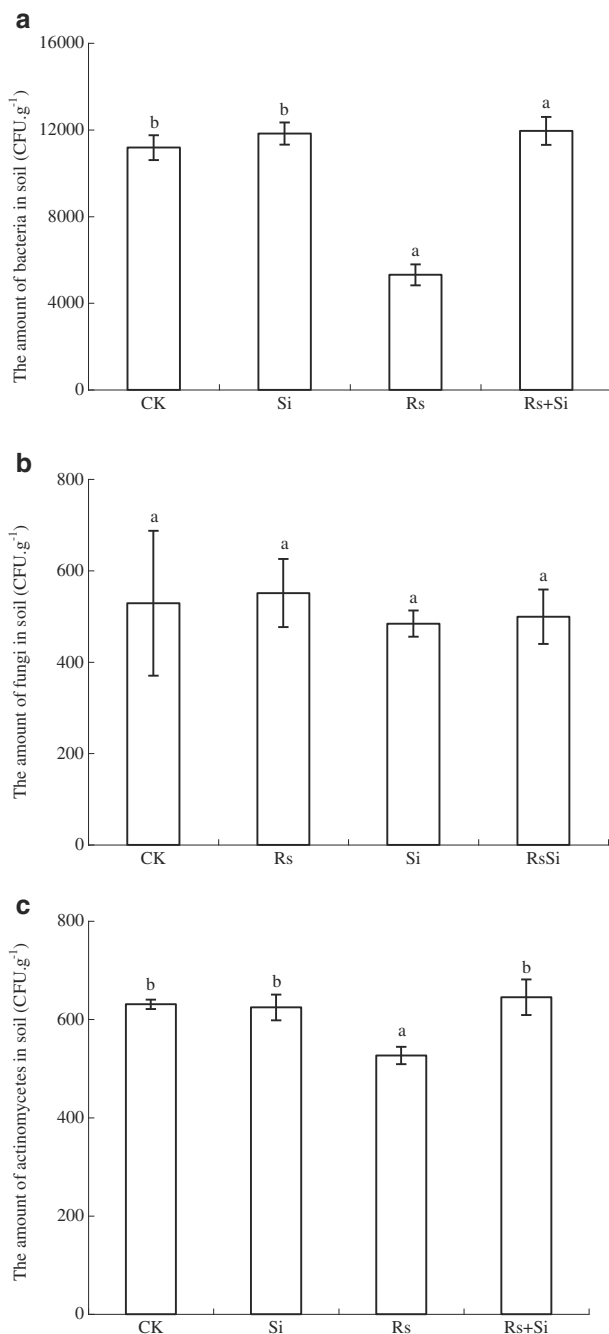 a
The amount of bacteria in soil (CFU.g⁻¹)
16000
12000
8000
4000
0
b
b
a
a
CK Si Rs Rs+Si
b
The amount of fungi in soil (CFU.g⁻¹)
800
600
400
200
0
a
a
a
a
CK Rs Si RsSi
c
The amount of actinomycetes in soil (CFU.g⁻¹)
800
600
400
200
0
b
b
a
b
CK Si Rs Rs+Si